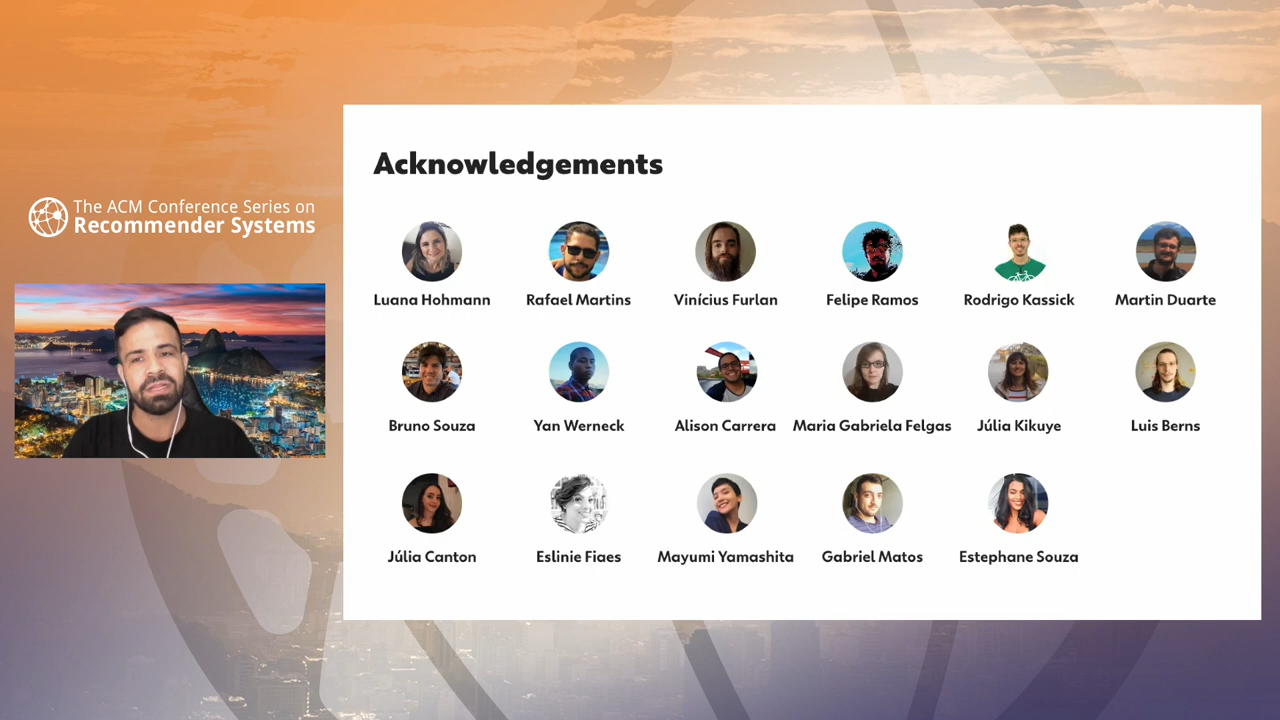 The ACM Conference Series on
Recommender Systems
Acknowledgements
Luana Hohmann
Rafael Martins
Vinícius Furlan
Felipe Ramos
Rodrigo Kassick
Martin Duarte
Bruno Souza
Yan Werneck
Alison Carrera
Maria Gabriela Felgas
Júlia Kikuye
Luis Berns
Júlia Canton
Eslinie Fiaes
Mayumi Yamashita
Gabriel Matos
Estephane Souza